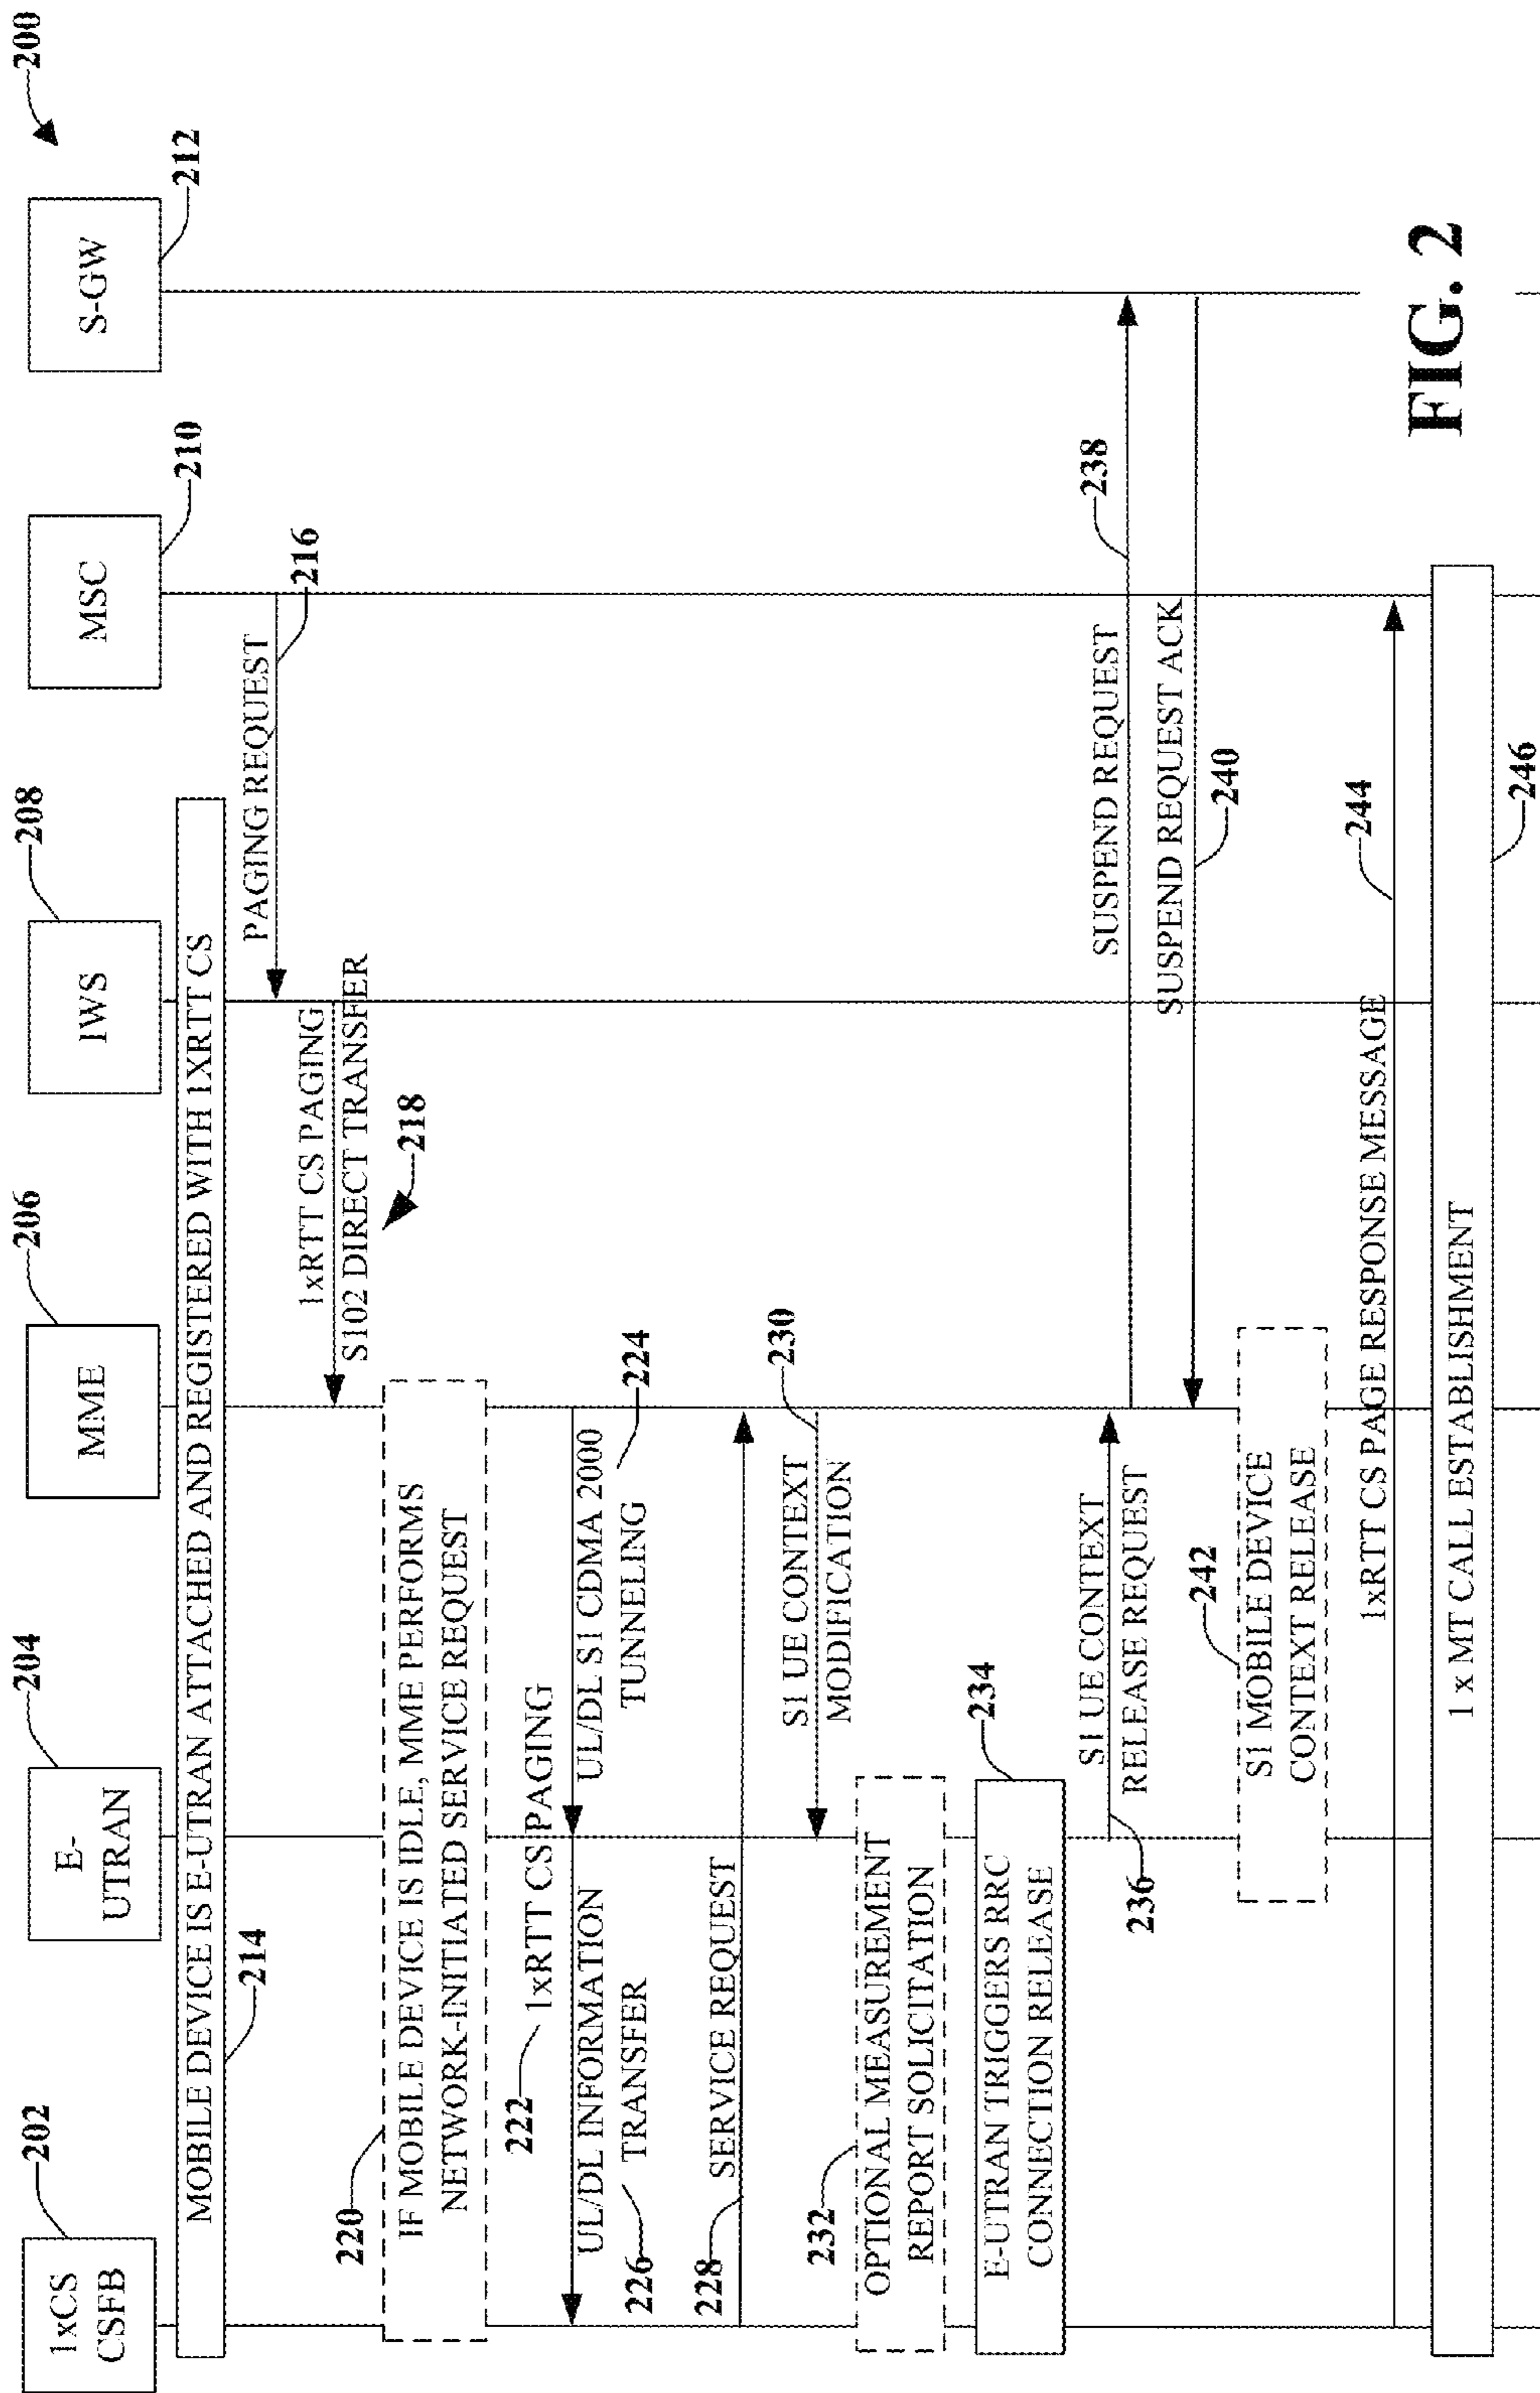 200
202
204
206
208
210
212
1xCS
CSFB
E-
UTRAN
MME
IWS
MSC
S-GW
MOBILE DEVICE IS E-UTRAN ATTACHED AND REGISTERED WITH 1XRTT CS
214
PAGING REQUEST
216
1xRTT CS PAGING
S102 DIRECT TRANSFER
218
220
IF MOBILE DEVICE IS IDLE, MME PERFORMS
NETWORK-INITIATED SERVICE REQUEST
222
1xRTT CS PAGING
UL/DL INFORMATION
TRANSFER
226
UL/DL S1 CDMA 2000
TUNNELING
224
228
SERVICE REQUEST
230
S1 UE CONTEXT
MODIFICATION
232
OPTIONAL MEASUREMENT
REPORT SOLICITATION
234
E-UTRAN TRIGGERS RRC
CONNECTION RELEASE
S1 UE CONTEXT
RELEASE REQUEST
236
SUSPEND REQUEST
238
SUSPEND REQUEST ACK
240
242
S1 MOBILE DEVICE
CONTEXT RELEASE
1xRTT CS PAGE RESPONSE MESSAGE
244
1 x MT CALL ESTABLISHMENT
246
FIG. 2